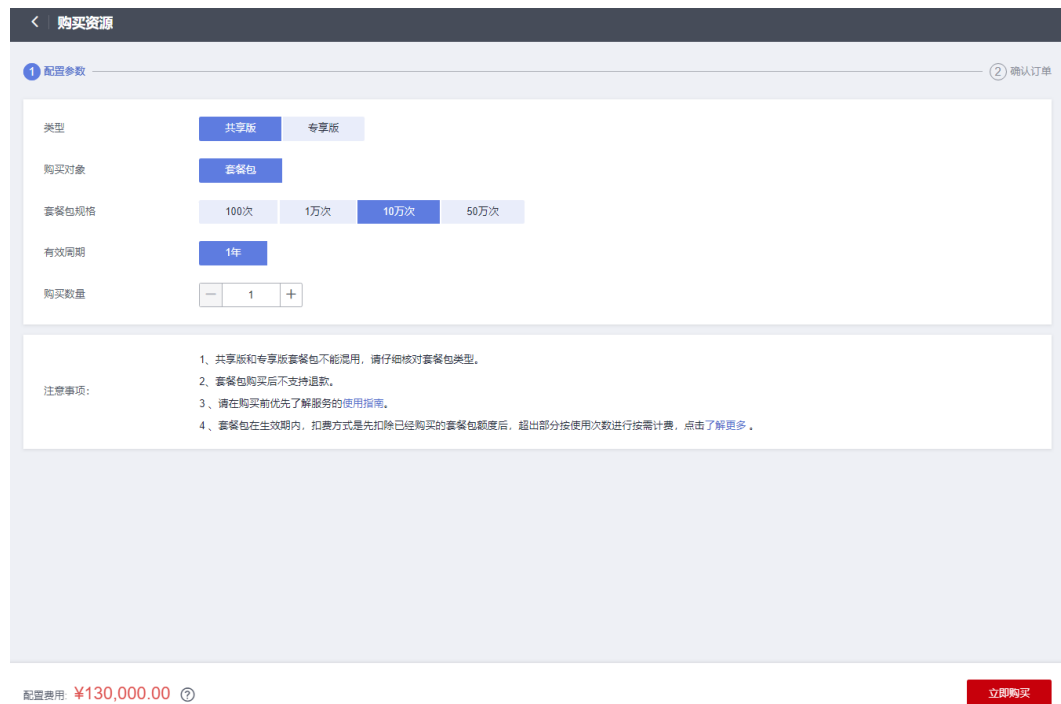 购买资源
1 配置参数 2 确认订单
类型 共享版 专享版
购买对象 套餐包
套餐包规格 100次 1万次 10万次 50万次
有效周期 1年
购买数量 1
1、共享版和专享版套餐包不能混用，请仔细核对套餐包类型。
2、套餐包购买后不支持退款。
注意事项：
3 、请在购买前优先了解服务的使用指南。
4 、套餐包在生效期内，扣费方式是先扣除已经购买的套餐包额度后，超出部分按使用次数进行按需计费，点击了解更多 。
配置费用: ¥130,000.00 ? 立即购买